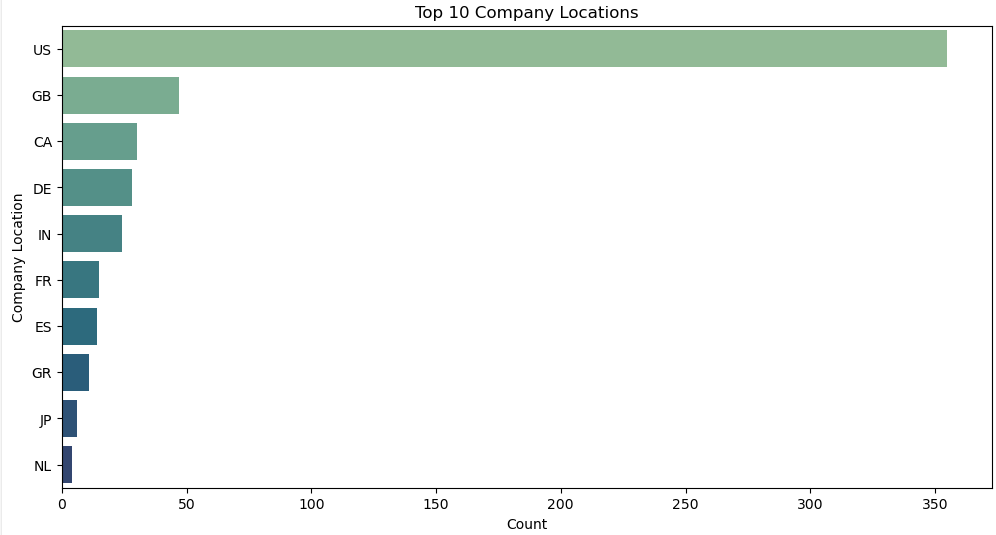 Top 10 Company Locations
US
GB
CA
DE
IN
FR
ES
GR
JP
NL
Company Location
0 50 100 150 200 250 300 350
Count